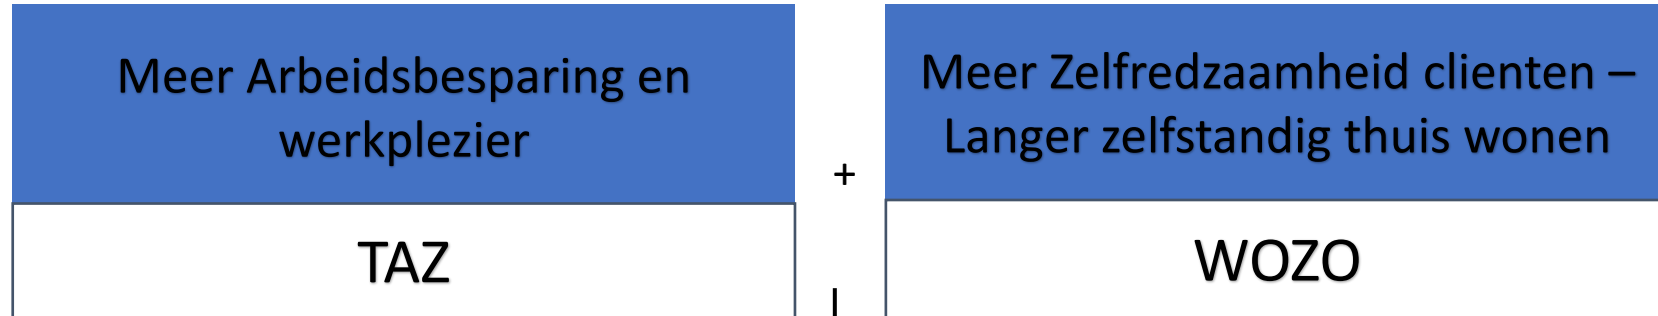 Meer Arbeidsbesparing en
werkplezier
+
Meer Zelfredzaamheid clienten –
Langer zelfstandig thuis wonen
TAZ
WOZO